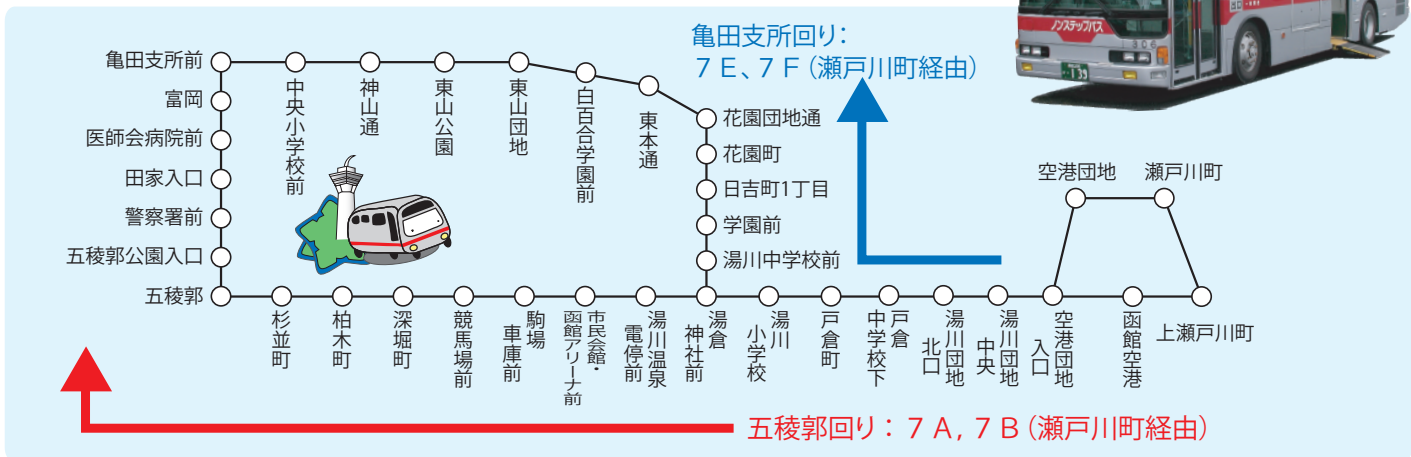 亀田支所前
富岡
医師会病院前
田家入口
警察署前
五稜郭公園入口
五稜郭
中央小学校前
神山通
東山公園
東山団地
白百合学園前
東本通
花園団地通
花園町
日吉町1丁目
学園前
湯川中学校前
亀田支所回り：
７Ｅ、７Ｆ（瀬戸川町経由）
出口
ノンステップバス
306
139
空港団地
瀬戸川町
杉並町
柏木町
深堀町
競馬場前
駒場
車庫前
市民会館・
函館アリーナ前
湯川温泉
電停前
湯倉
神社前
湯川
小学校
戸倉町
戸倉
中学校下
湯川団地
北口
湯川団地
中央
空港団地
入口
函館空港
上瀬戸川町
五稜郭回り：７Ａ，７Ｂ（瀬戸川町経由）